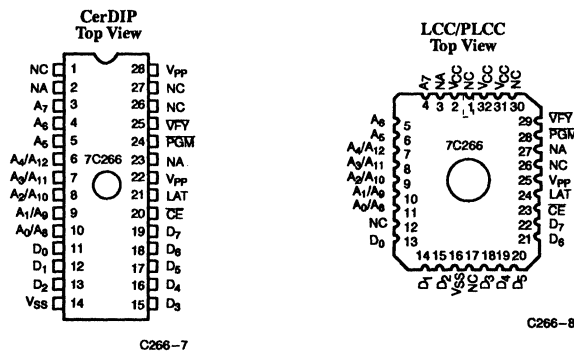 CerDIP
Top View
NC 1 28 VPP
NA 2 27 NC
A7 3 26 NC
A6 4 25 VFY
A5 5 24 PGM
A4/A12 6 7C266 23 NA
A3/A11 7 22 VPP
A2/A10 8 21 LAT
A1/A9 9 20 CE
A0/A8 10 19 D7
D0 11 18 D6
D1 12 17 D5
D2 13 16 D4
VSS 14 15 D3
C266-7
LCC/PLCC
Top View
A7 NA VCC NC VCC VCC NC
4 3 2 1 32 31 30
A6 5 29 VFY
A5 6 28 PGM
A4/A12 7 7C266 27 NA
A3/A11 8 26 NC
A2/A10 9 25 VPP
A1/A9 10 24 LAT
A0/A8 11 23 CE
NC 12 22 D7
D0 13 21 D6
14 15 16 17 18 19 20
D1 D2 VSS NC D3 D4 D5
C266-8